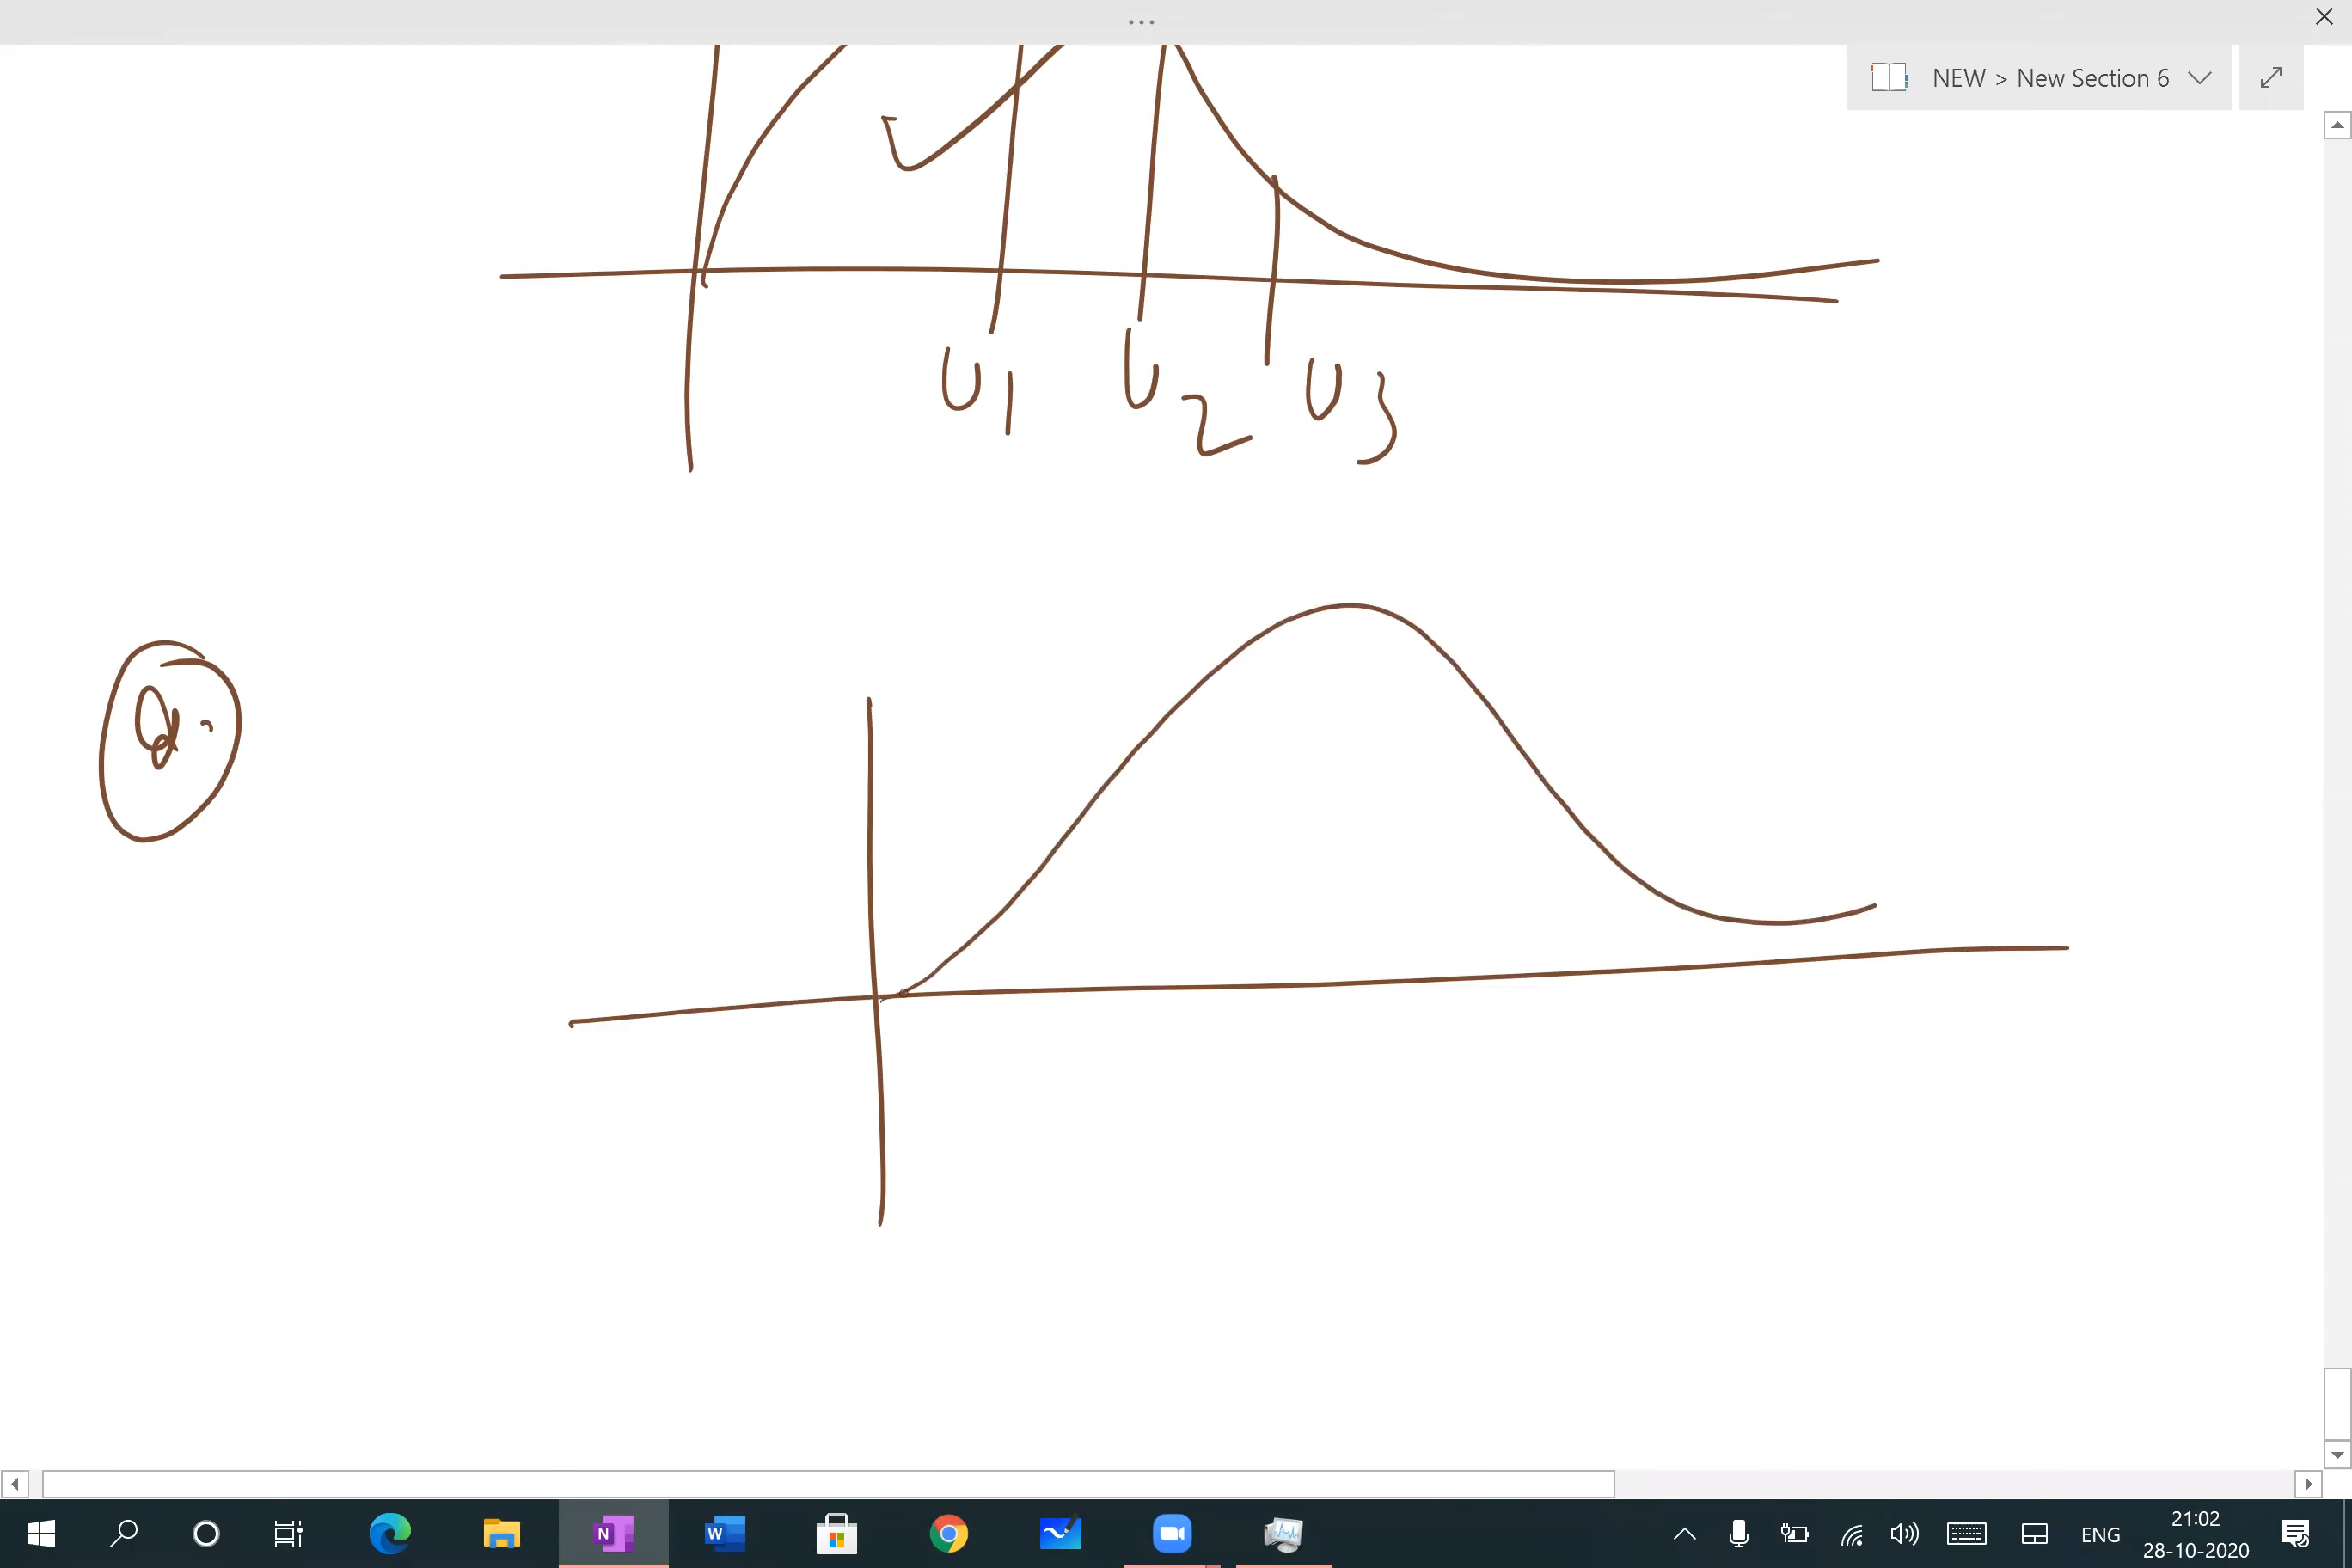 NEW > New Section 6
U1 U2 U3
Q.
N
W
ENG
21:02
28-10-2020